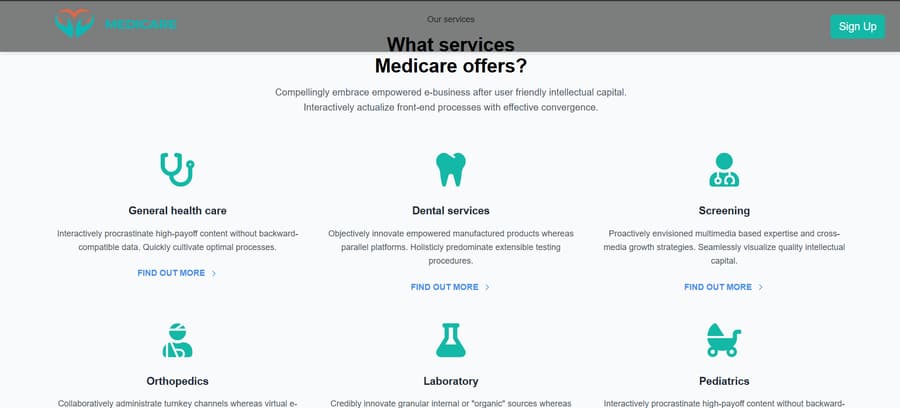 MEDICARE
Our services
Sign Up
What services
Medicare offers?
Compellingly embrace empowered e-business after user friendly intellectual capital.
Interactively actualize front-end processes with effective convergence.
General health care
Interactively procrastinate high-payoff content without backward-
compatible data. Quickly cultivate optimal processes.
FIND OUT MORE
Dental services
Objectively innovate empowered manufactured products whereas
parallel platforms. Holisticly predominate extensible testing
procedures.
FIND OUT MORE
Screening
Proactively envisioned multimedia based expertise and cross-
media growth strategies. Seamlessly visualize quality intellectual
capital.
FIND OUT MORE
Orthopedics
Collaboratively administrate turnkey channels whereas virtual e-
Laboratory
Credibly innovate granular internal or "organic" sources whereas
Pediatrics
Interactively procrastinate high-payoff content without backward-